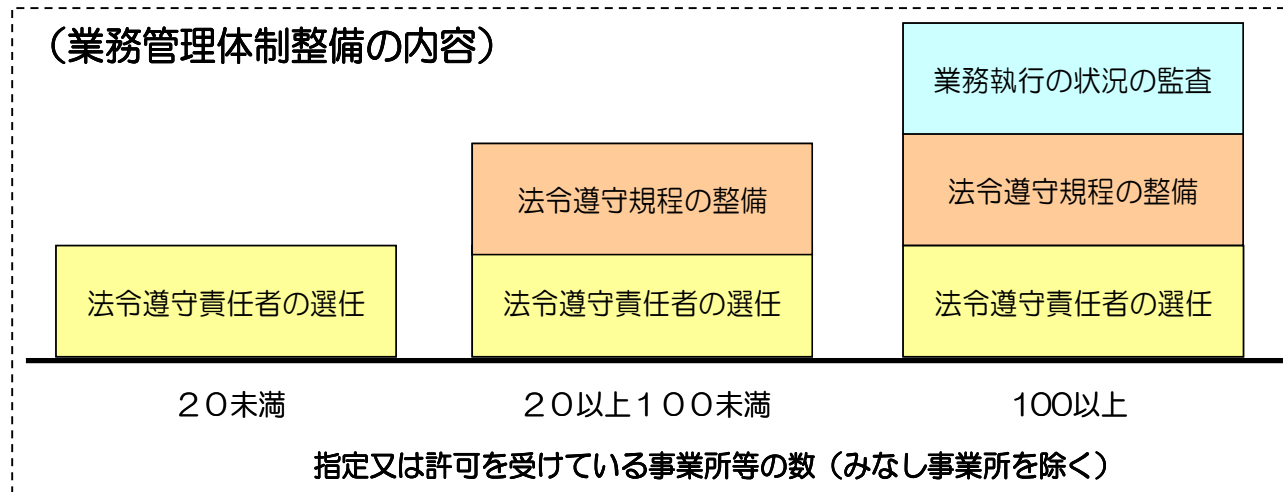 （業務管理体制整備の内容）
業務執行の状況の監査
法令遵守規程の整備
法令遵守規程の整備
法令遵守責任者の選任
法令遵守責任者の選任
法令遵守責任者の選任
２０未満
２０以上１００未満
100以上
指定又は許可を受けている事業所等の数（みなし事業所を除く）